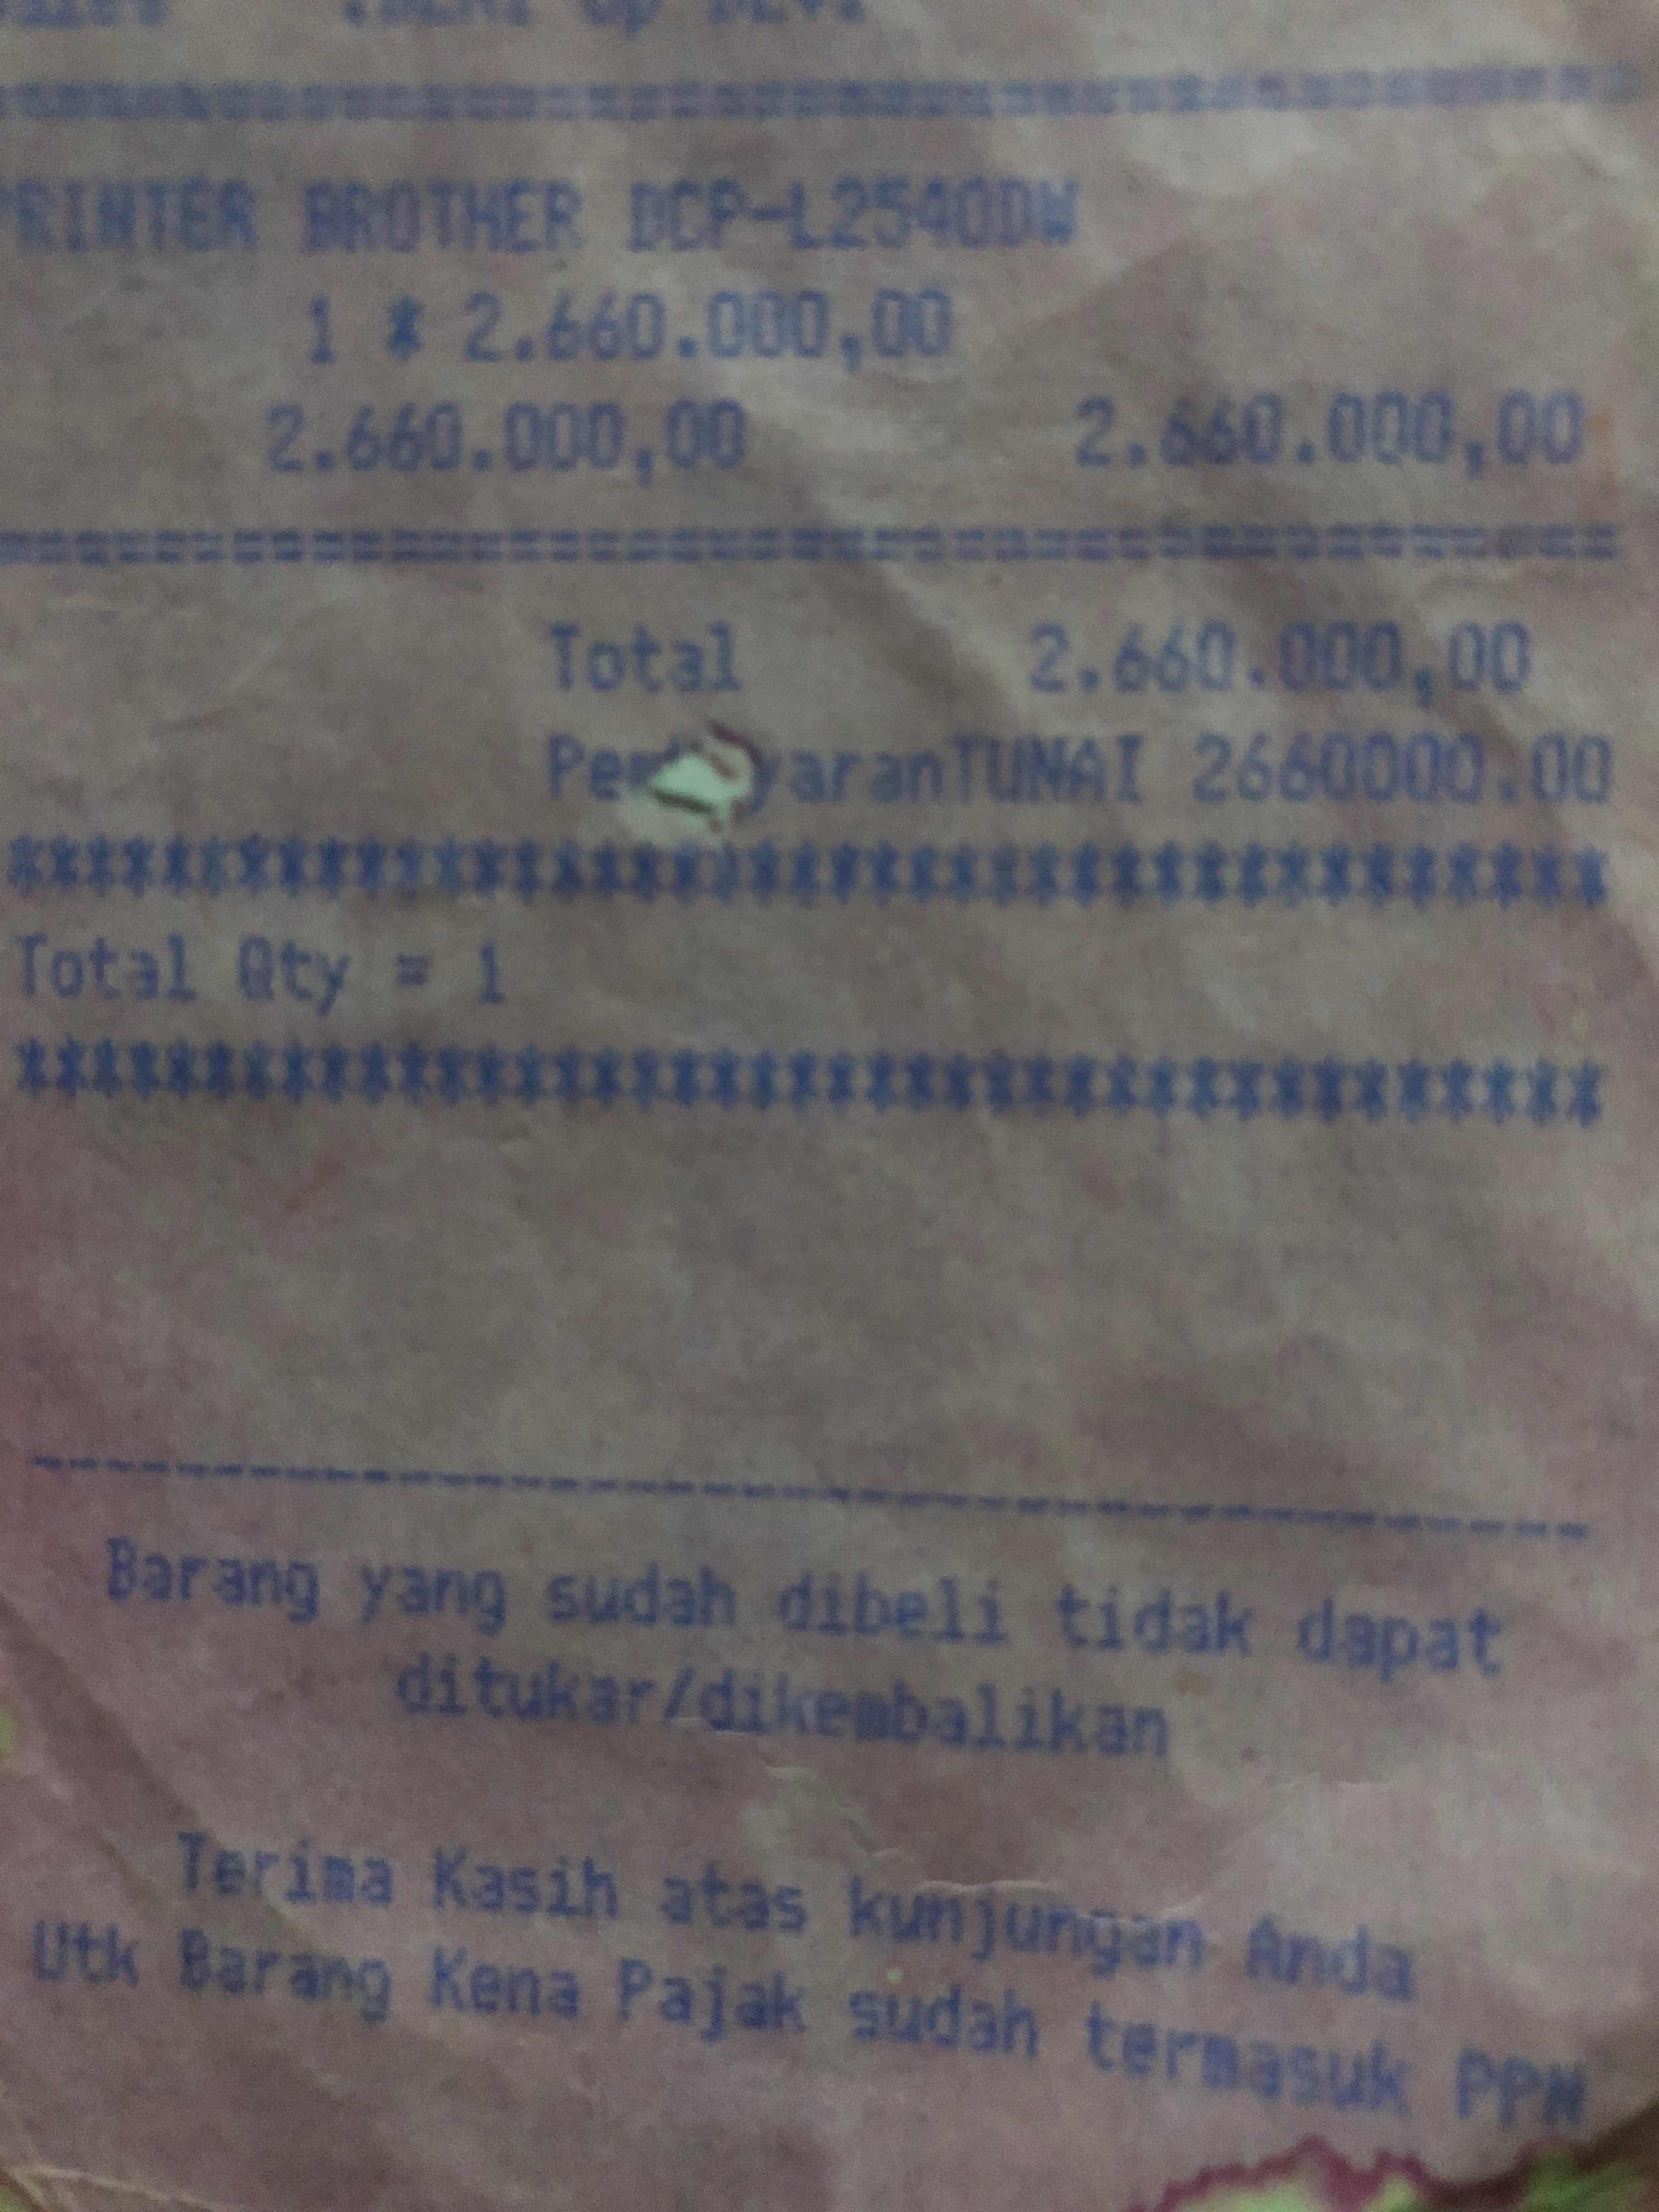 ==========================================
PRINTER BROTHER DCP-L2540DW
1 * 2.660.000,00
2.660.000,00 2.660.000,00
==========================================
Total 2.660.000,00
TUNAI 2660000.00
*****************************************
Total Qty = 1
*****************************************
------------------------------------------
Barang yang sudah dibeli tidak dapat
ditukar/dikembalikan
Terima Kasih atas kunjungan Anda
Utk Barang Kena Pajak sudah termasuk PPN